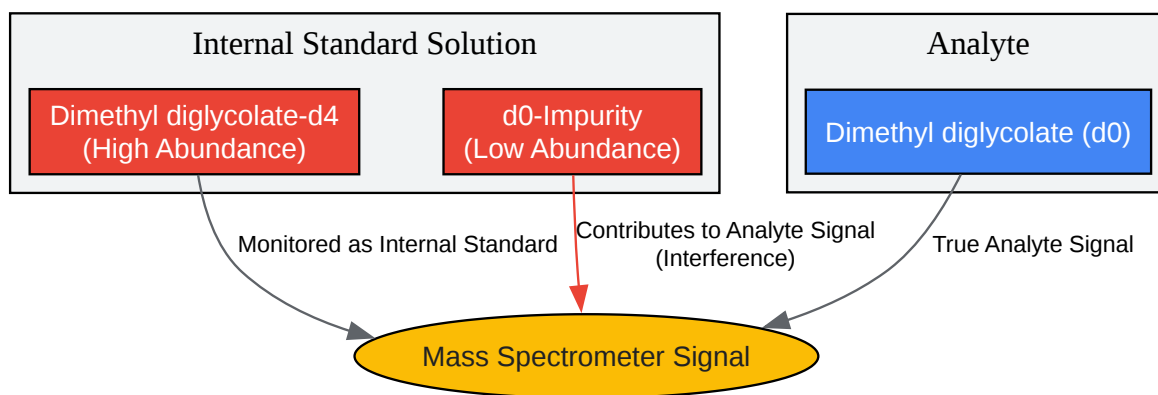 Internal Standard Solution
Analyte
Dimethyl diglycolate-d4
(High Abundance)
d0-Impurity
(Low Abundance)
Dimethyl diglycolate (d0)
Monitored as Internal Standard
Contributes to Analyte Signal
(Interference)
True Analyte Signal
Mass Spectrometer Signal